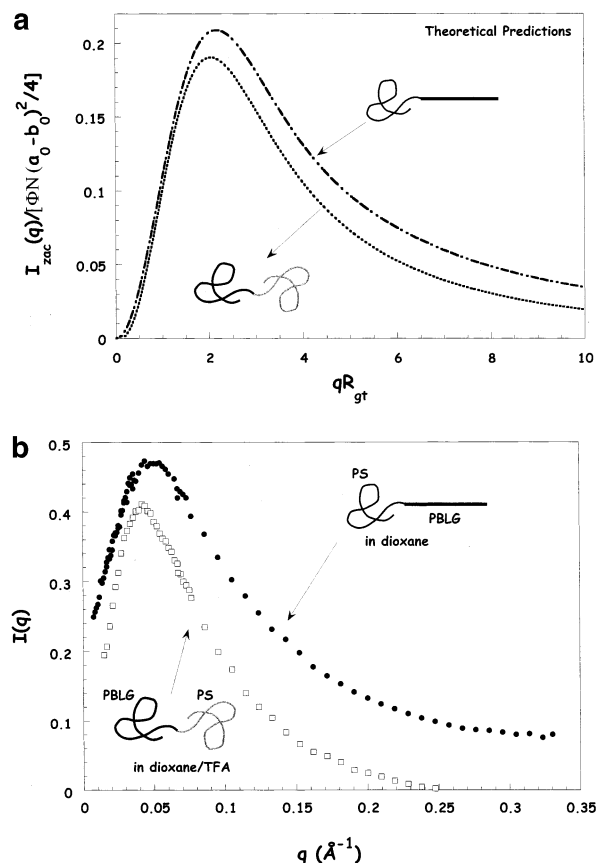 a
Theoretical Predictions
0.2
0.15
0.1
0.05
0
I_zac(q)/[ΦN(a_0-b_0)^2/4]
0 2 4 6 8 10
qR_gt
b
0.5
0.4
0.3
0.2
0.1
0
I(q)
PS
PBLG
in dioxane
PBLG PS
in dioxane/TFA
0 0.05 0.1 0.15 0.2 0.25 0.3 0.35
q (Å^-1)